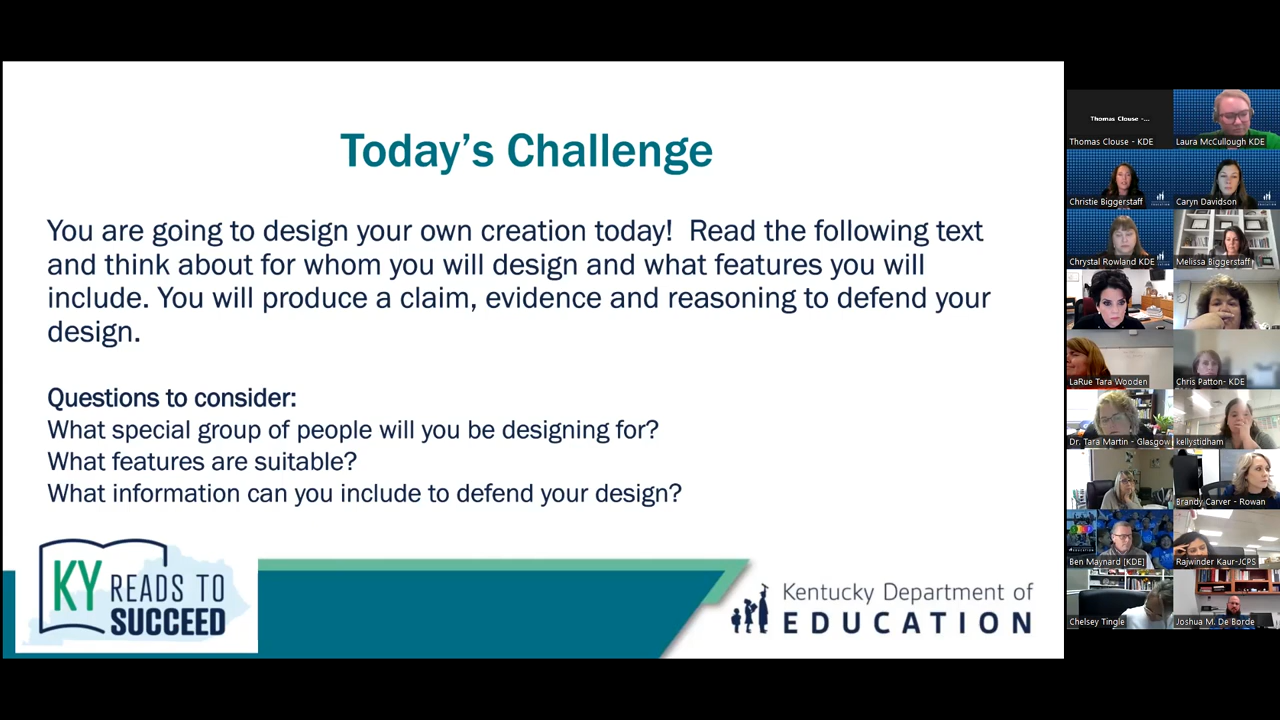 Today's Challenge
You are going to design your own creation today!  Read the following text
and think about for whom you will design and what features you will
include. You will produce a claim, evidence and reasoning to defend your
design.
Questions to consider:
What special group of people will you be designing for?
What features are suitable?
What information can you include to defend your design?
KY READS TO
SUCCEED
Kentucky Department of
EDUCATION
Thomas Clouse -...
Thomas Clouse - KDE
Laura McCullough KDE
Christie Biggerstaff
Caryn Davidson
Chrystal Rowland KDE
Melissa Biggerstaff
LaRue Tara Wooden
Chris Patton- KDE
Dr. Tara Martin - Glasgow
kellystidham
Brandy Carver - Rowan
Ben Maynard [KDE]
Rajwinder Kaur-JCPS
Chelsey Tingle
Joshua M. De Borde